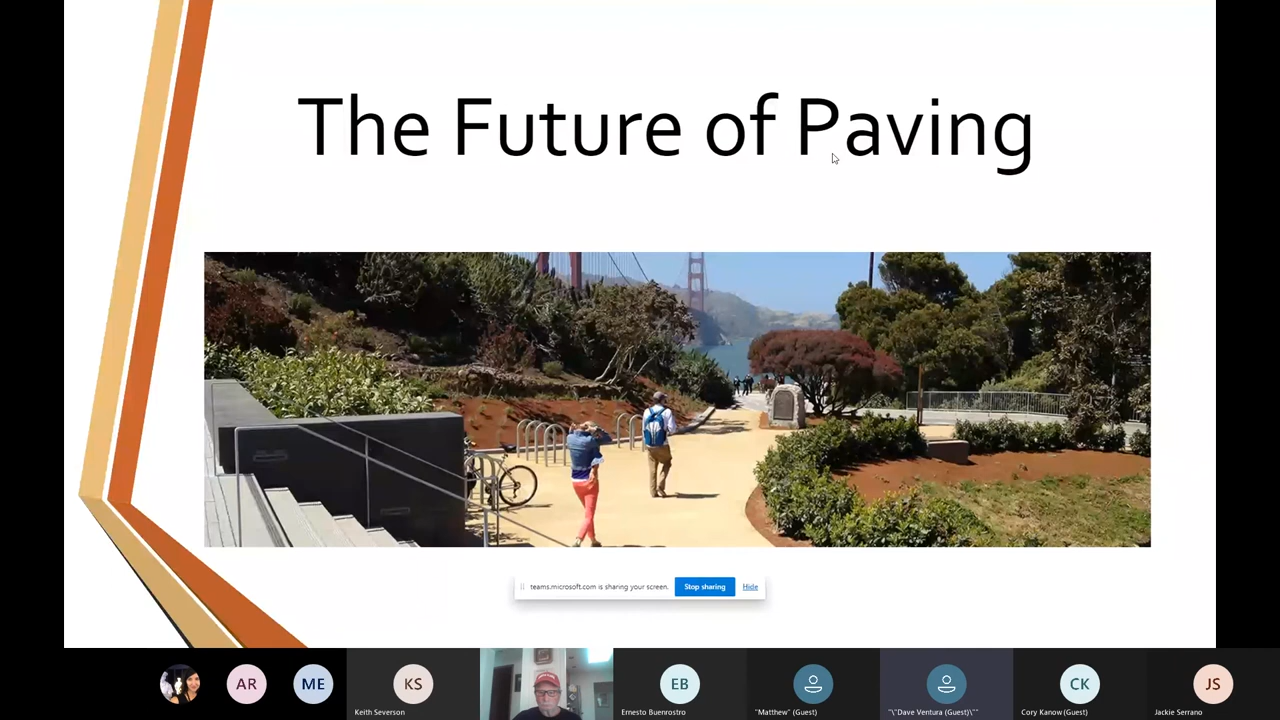 The Future of Paving
teams.microsoft.com is sharing your screen. Stop sharing Hide
AR ME KS EB CK JS
Keith Severson Ernesto Buenrostro "Matthew" (Guest) "\"Dave Ventura (Guest)\"" Cory Kanow (Guest) Jackie Serrano